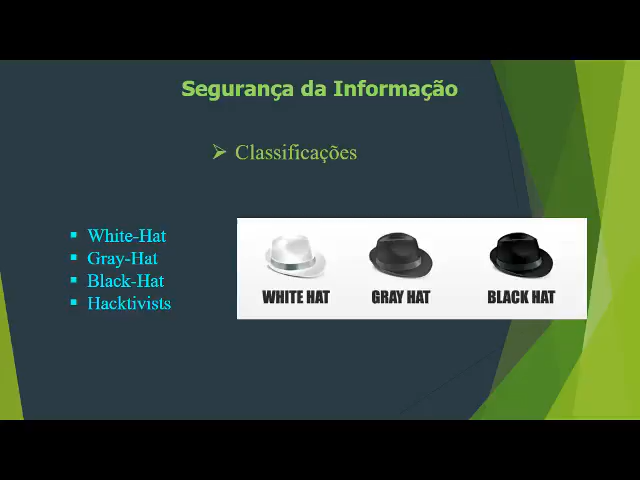 Segurança da Informação
➢ Classificações
▪ White-Hat
▪ Gray-Hat
▪ Black-Hat
▪ Hacktivists
WHITE HAT GRAY HAT BLACK HAT